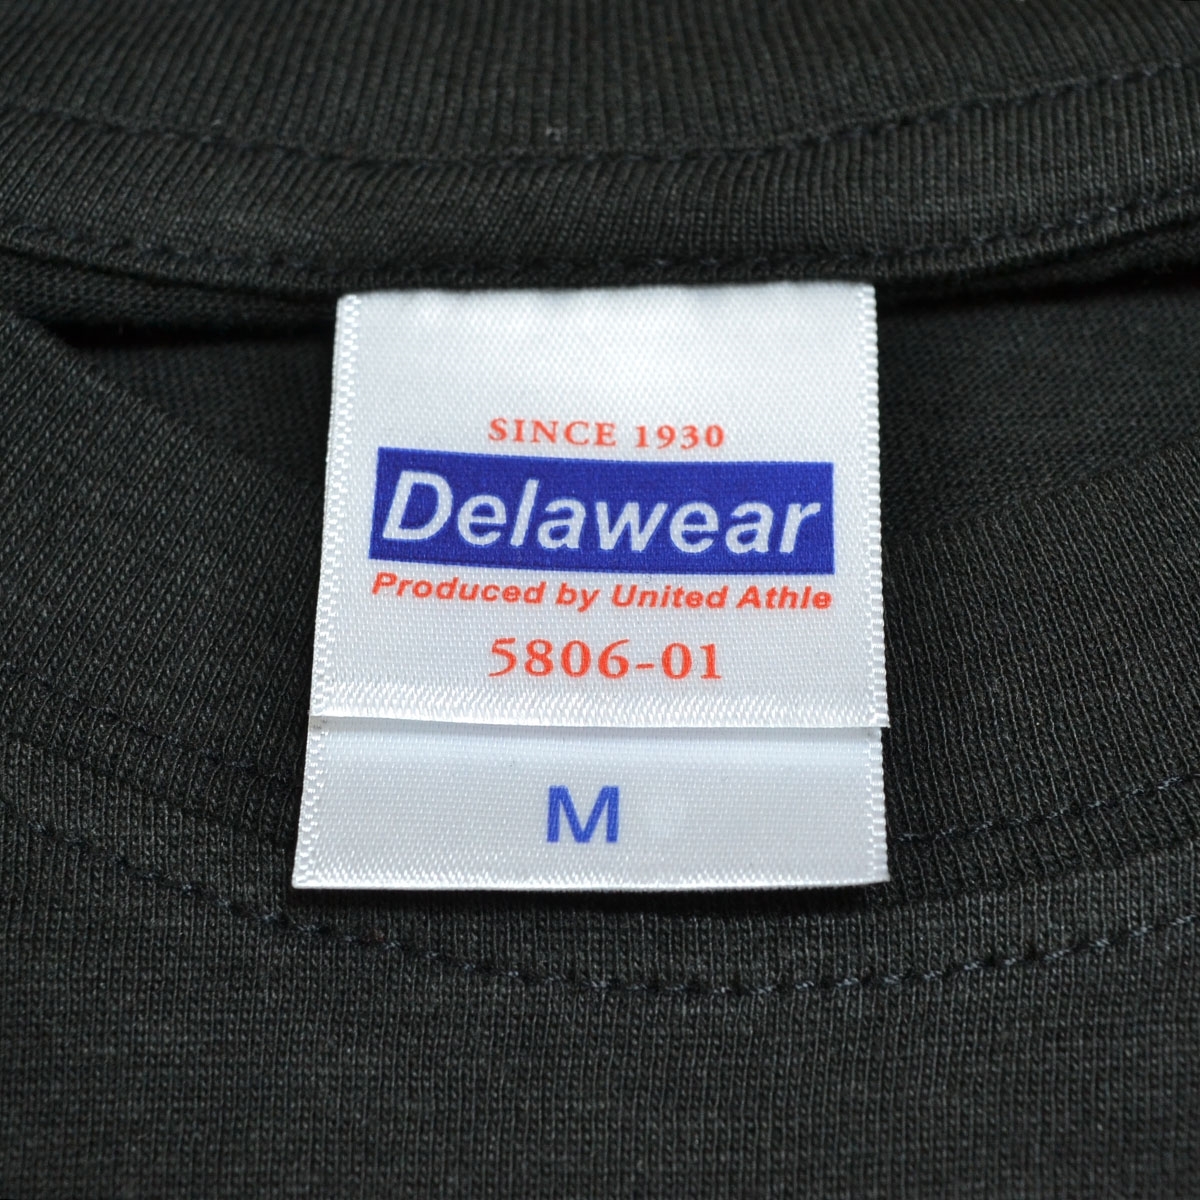 SINCE 1930
Delawear
Produced by United Athle
5806-01
M